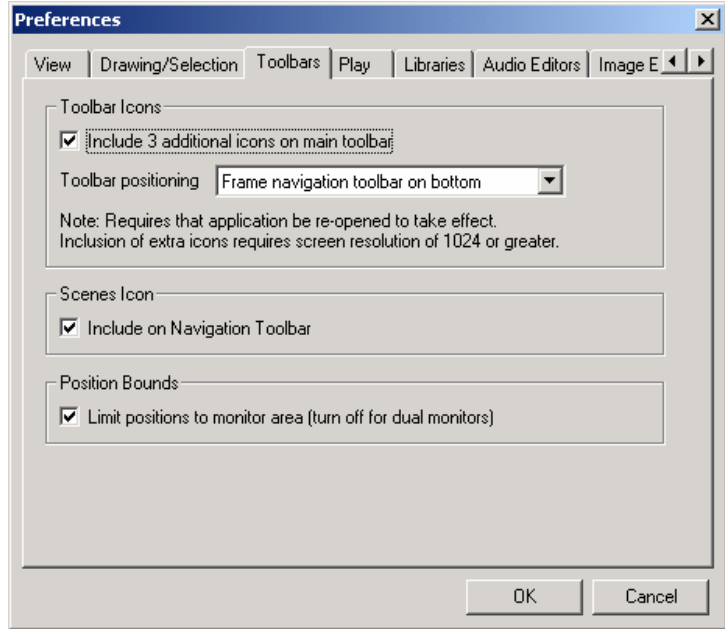 Preferences
View Drawing/Selection Toolbars Play Libraries Audio Editors Image E
Toolbar Icons
Include 3 additional icons on main toolbar
Toolbar positioning Frame navigation toolbar on bottom
Note: Requires that application be re-opened to take effect.
Inclusion of extra icons requires screen resolution of 1024 or greater.
Scenes Icon
Include on Navigation Toolbar
Position Bounds
Limit positions to monitor area (turn off for dual monitors)
OK Cancel